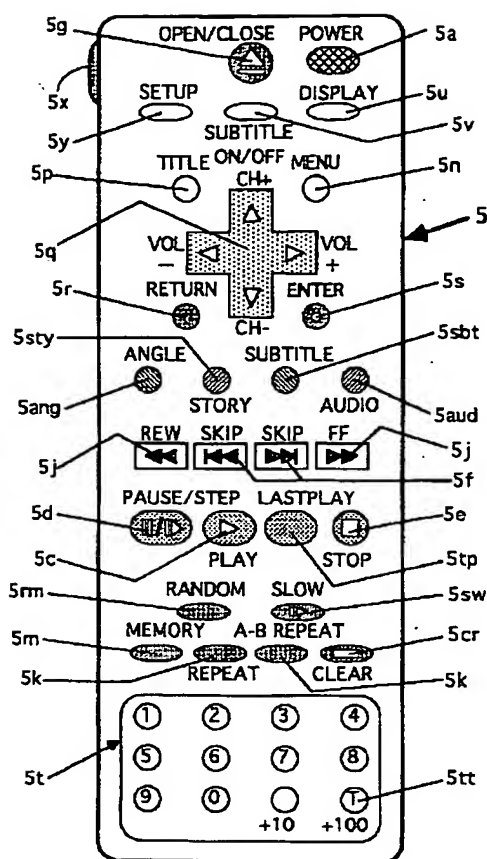 5g OPEN/CLOSE POWER 5a
5x
SETUP DISPLAY 5u
5y SUBTITLE 5v
ON/OFF
5p TITLE MENU 5n
CH+
5
5q VOL − VOL +
5r RETURN ENTER 5s
CH-
5sty ANGLE SUBTITLE 5sbt
5ang STORY AUDIO 5aud
REW SKIP SKIP FF
5j 5f 5j
5d PAUSE/STEP LASTPLAY 5e
5c PLAY STOP 5tp
5rm RANDOM SLOW 5sw
5m MEMORY A-B REPEAT 5cr
5k REPEAT CLEAR 5k
1 2 3 4
5t 5 6 7 8
9 0 T 5tt
+10 +100